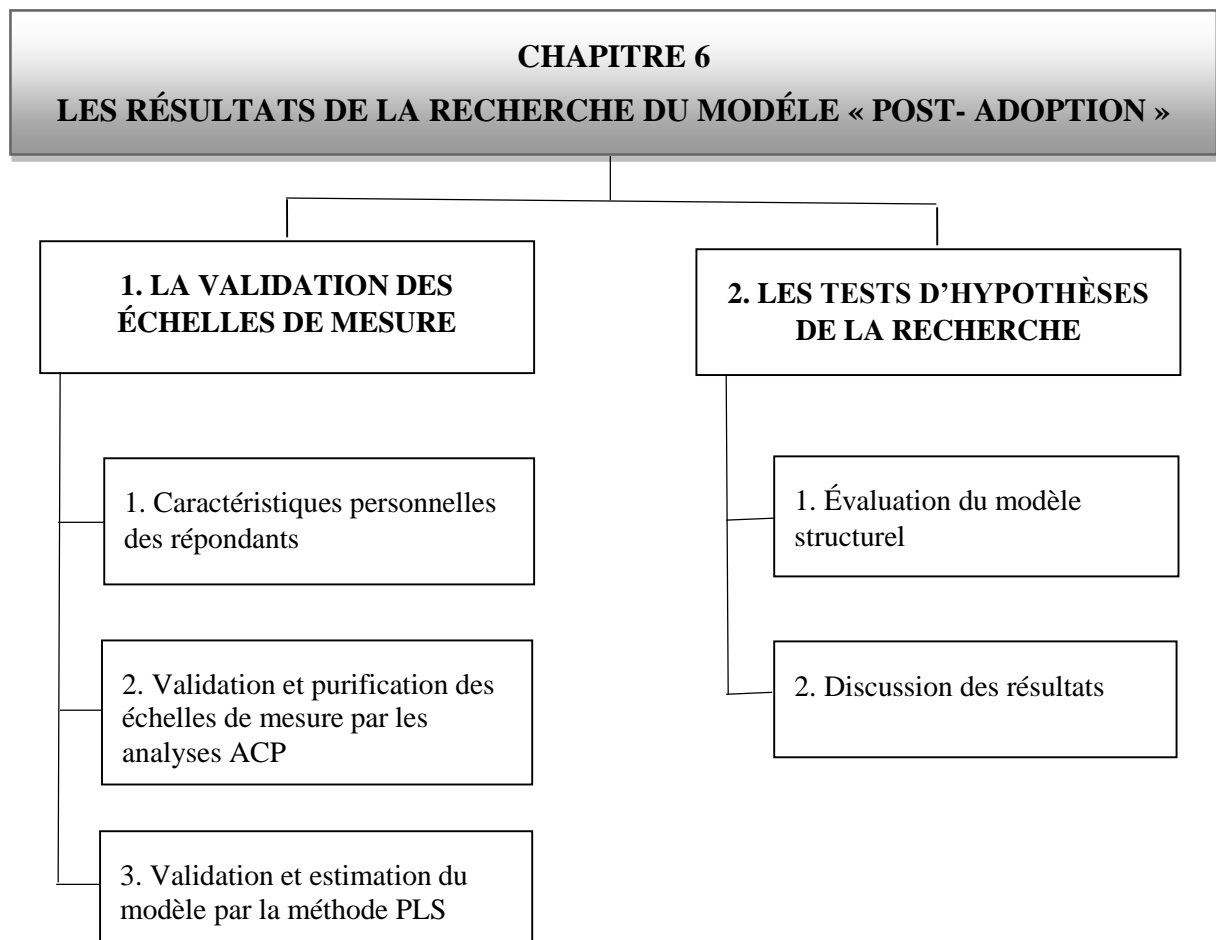 CHAPITRE 6
LES RÉSULTATS DE LA RECHERCHE DU MODÉLE « POST- ADOPTION »
1. LA VALIDATION DES
ÉCHELLES DE MESURE
1. Caractéristiques personnelles
des répondants
2. Validation et purification des
échelles de mesure par les
analyses ACP
3. Validation et estimation du
modèle par la méthode PLS
2. LES TESTS D’HYPOTHÈSES
DE LA RECHERCHE
1. Évaluation du modèle
structurel
2. Discussion des résultats